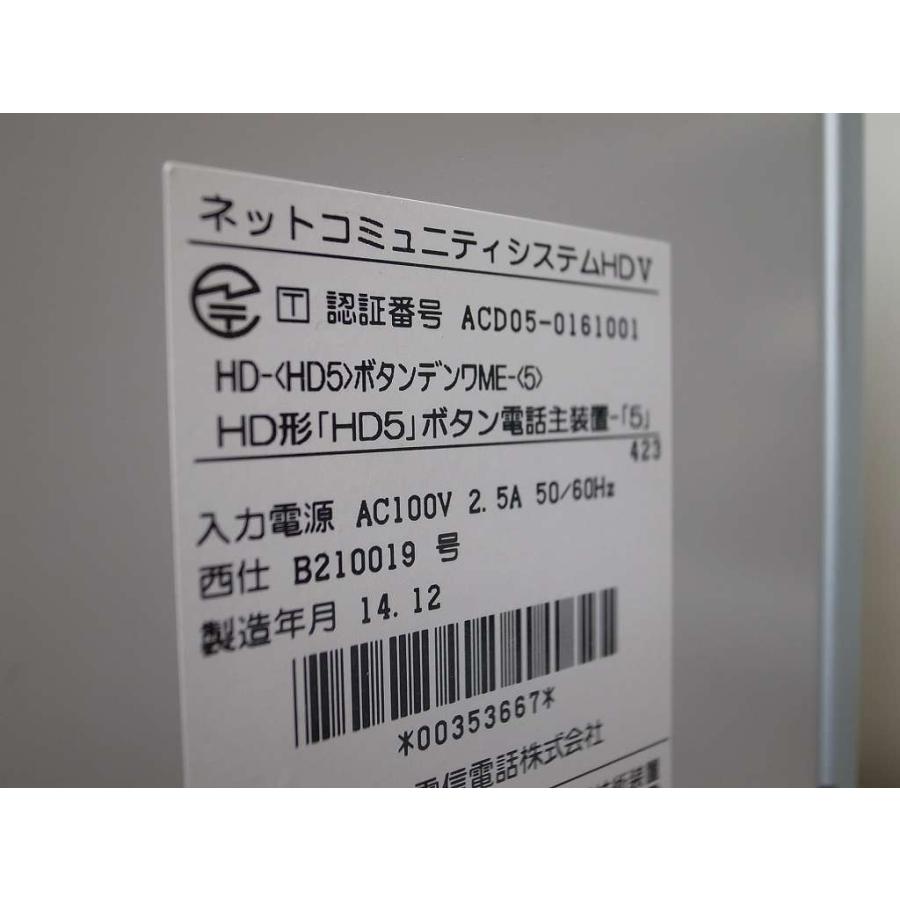 ネットコミュニティシステムHDⅤ
T 認証番号 ACD05-0161001
HD-<HD5>ボタンデンワME-<5>
HD形「HD5」ボタン電話主装置-「5」
423
入力電源 AC100V 2.5A 50/60Hz
西仕 B210019 号
製造年月 14.12
*00353667*
電信電話株式会社